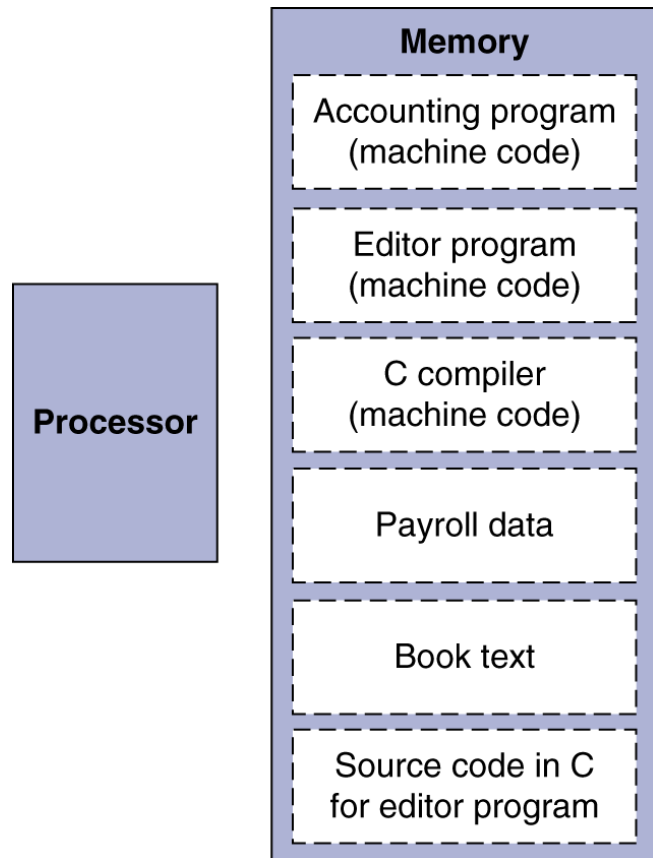 Memory
Accounting program
(machine code)
Editor program
(machine code)
C compiler
(machine code)
Processor
Payroll data
Book text
Source code in C
for editor program